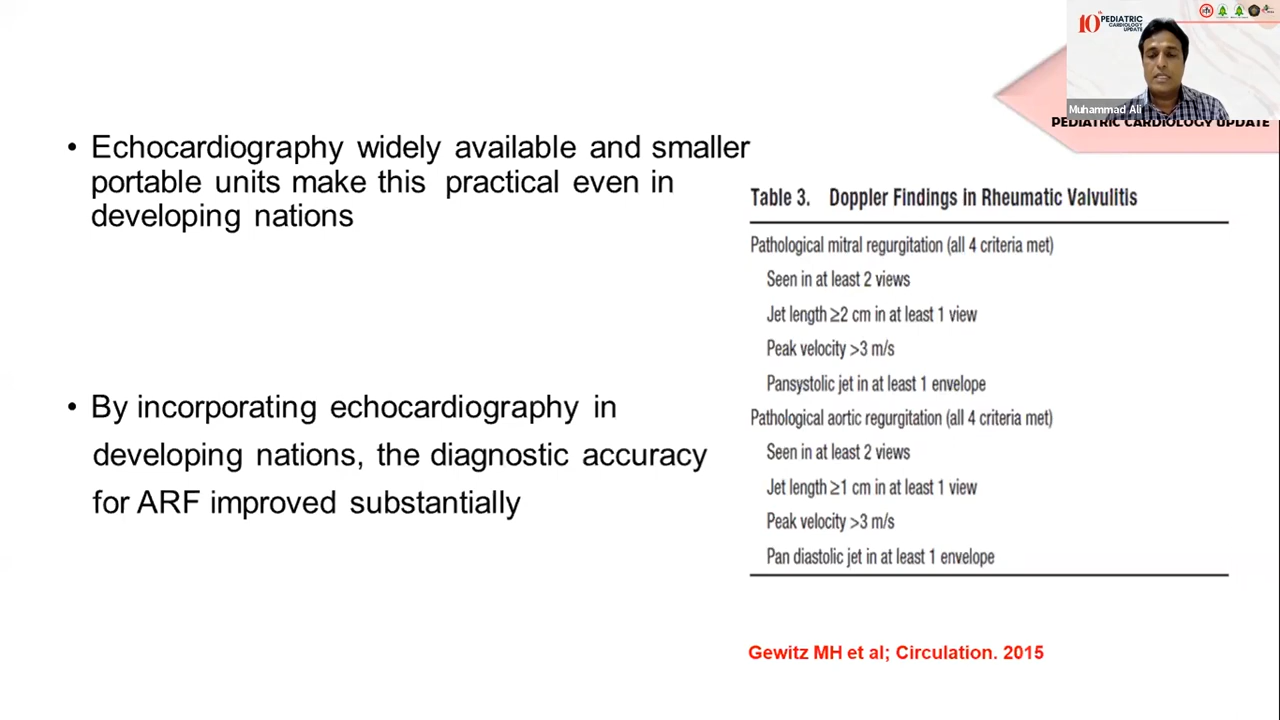 • Echocardiography widely available and smaller
portable units make this practical even in
developing nations
• By incorporating echocardiography in
developing nations, the diagnostic accuracy
for ARF improved substantially
Table 3. Doppler Findings in Rheumatic Valvulitis
Pathological mitral regurgitation (all 4 criteria met)
Seen in at least 2 views
Jet length ≥2 cm in at least 1 view
Peak velocity >3 m/s
Pansystolic jet in at least 1 envelope
Pathological aortic regurgitation (all 4 criteria met)
Seen in at least 2 views
Jet length ≥1 cm in at least 1 view
Peak velocity >3 m/s
Pan diastolic jet in at least 1 envelope
Gewitz MH et al; Circulation. 2015
10th PEDIATRIC
CARDIOLOGY
UPDATE
Muhammad Ali
PEDIATRIC CARDIOLOGY UPDATE